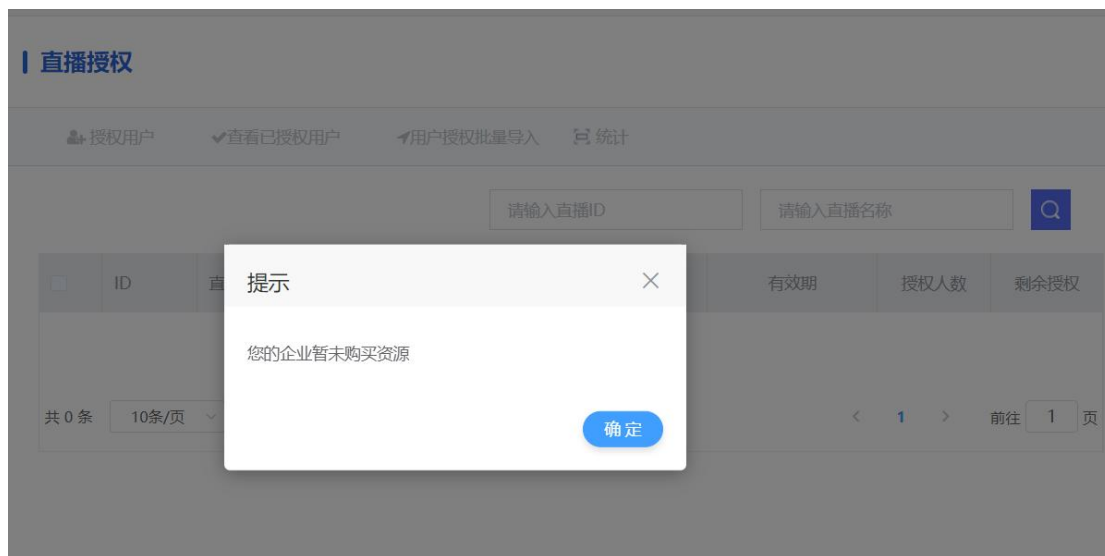 直播授权
授权用户 查看已授权用户 用户授权批量导入 统计
请输入直播ID 请输入直播名称
ID 直 有效期 授权人数 剩余授权
提示
您的企业暂未购买资源
确定
共 0 条 10条/页 1 前往 1 页